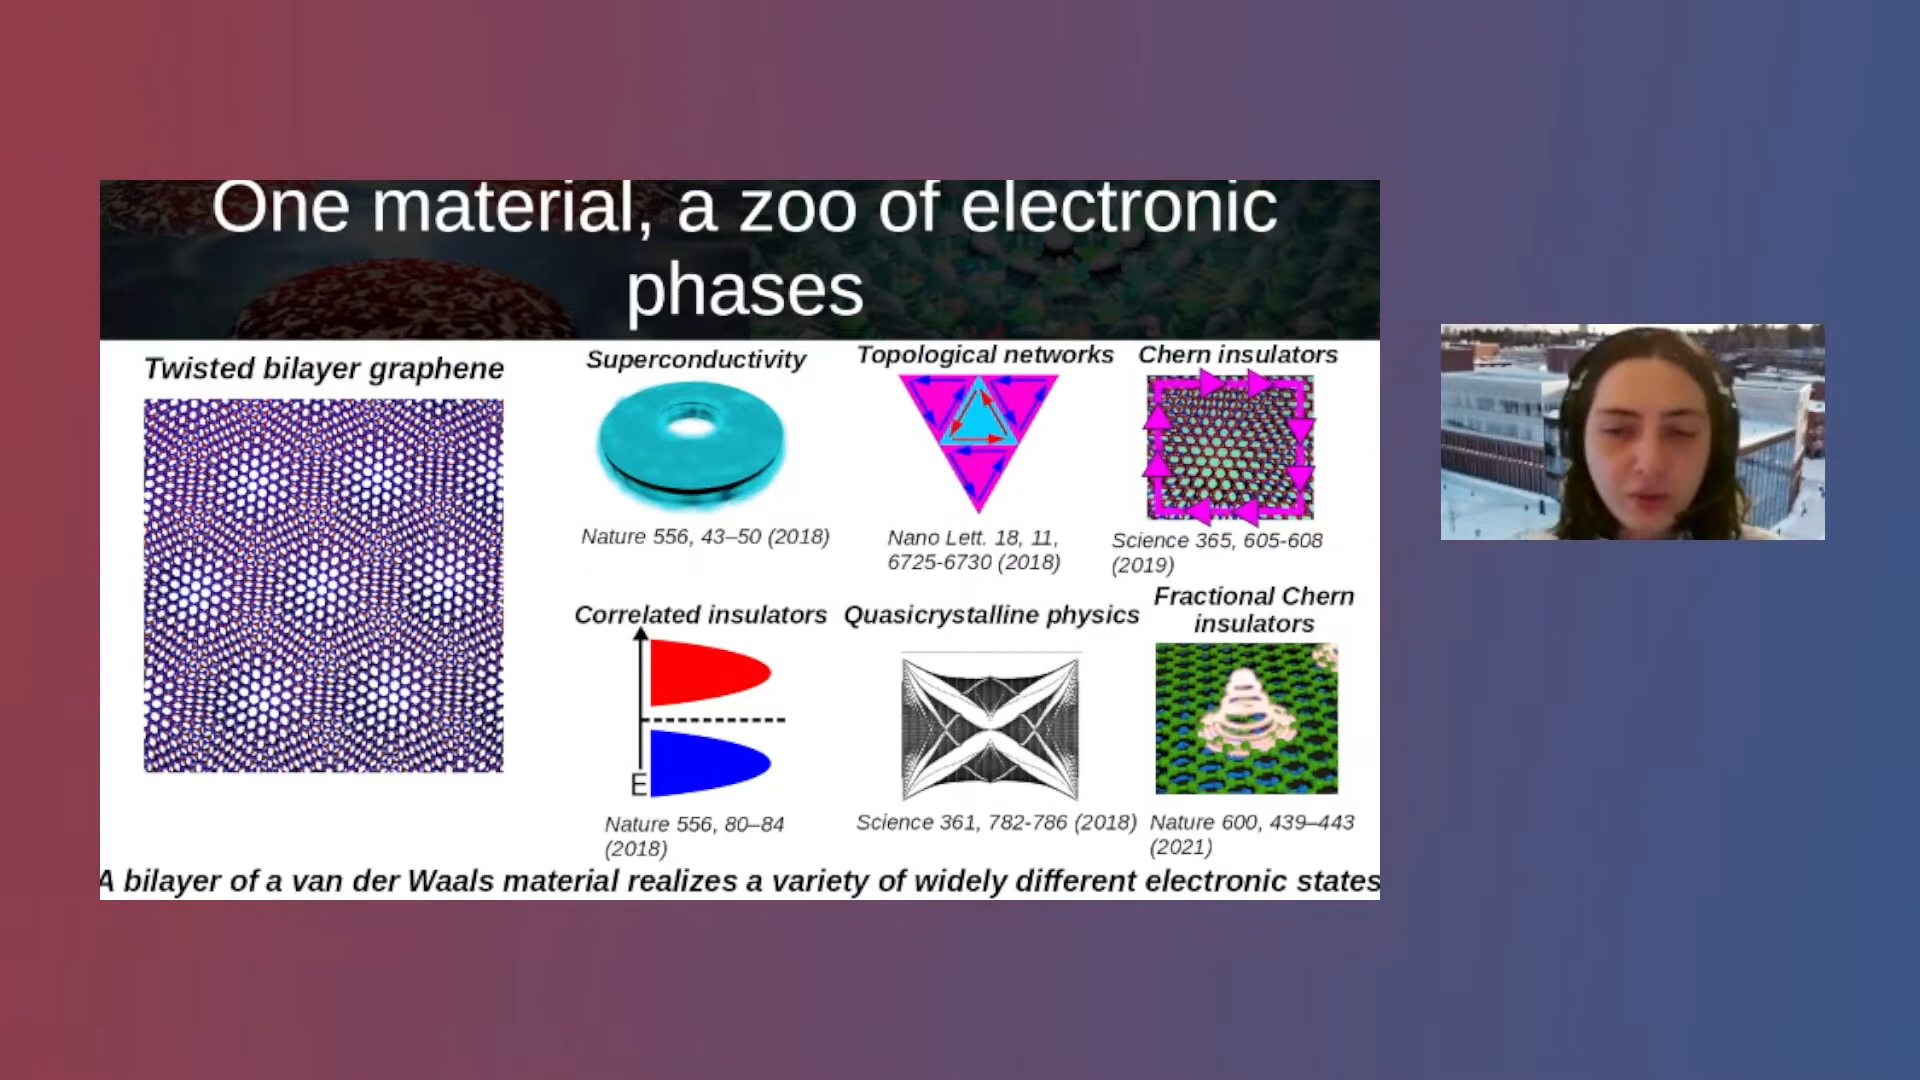 One material, a zoo of electronic
phases
Twisted bilayer graphene
Superconductivity
Nature 556, 43–50 (2018)
Topological networks
Nano Lett. 18, 11,
6725-6730 (2018)
Chern insulators
Science 365, 605-608
(2019)
Correlated insulators
E
Nature 556, 80–84
(2018)
Quasicrystalline physics
Science 361, 782-786 (2018)
Fractional Chern
insulators
Nature 600, 439–443
(2021)
A bilayer of a van der Waals material realizes a variety of widely different electronic states